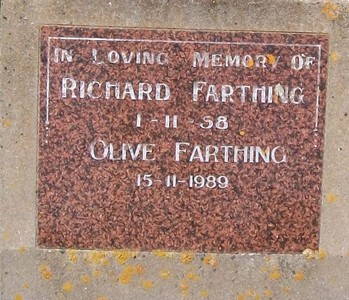 IN LOVING MEMORY OF
RICHARD FARTHING
1-11-58
OLIVE FARTHING
15-11-1989